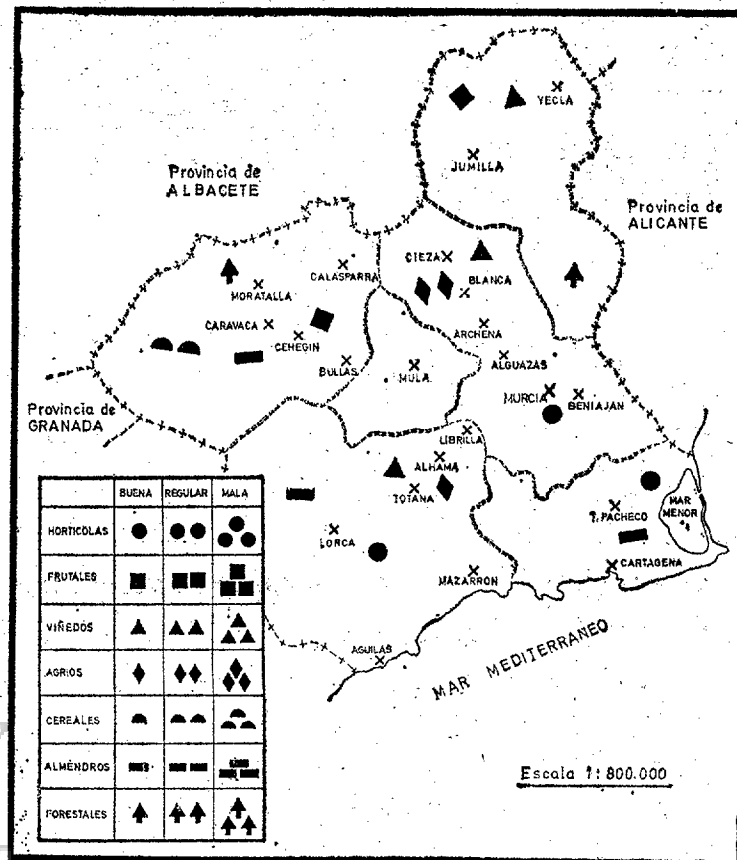 YECLA
JUMILLA
Provincia de
ALBACETE
Provincia de
ALICANTE
CIEZA
BLANCA
CALASPARRA
MORATALLA
CARAVACA
CEHEGIN
ARCHENA
BULLAS
MULA
ALGUAZAS
MURCIA
BENIAJAN
Provincia de
GRANADA
LIBRILLA
ALHAMA
TOTANA
LORCA
T. PACHECO
MAR
MENOR
CARTAGENA
MAZARRON
AGUILAS
MAR MEDITERRANEO
BUENA REGULAR MALA
HORTICOLAS
FRUTALES
VIÑEDOS
AGRIOS
CEREALES
ALMENDROS
FORESTALES
Escala 1:800.000